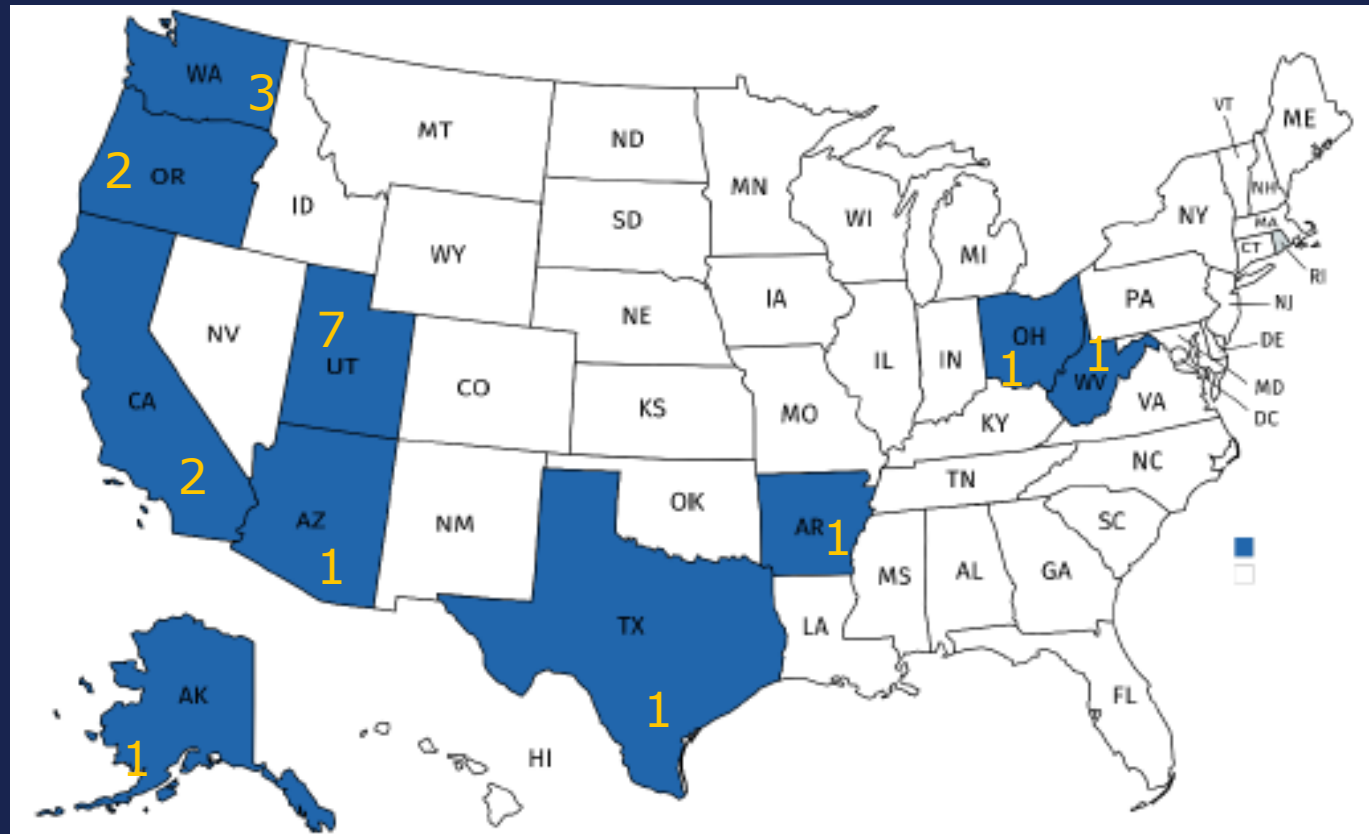 WA
3
MT
ND
MN
VT
ME
2
OR
ID
SD
WI
NH
NY
MA
WY
MI
CT
RI
IA
PA
NJ
NE
7
NV
UT
OH
1
1
DE
IL
IN
CO
WV
MD
CA
KS
MO
VA
DC
KY
2
NC
TN
OK
AZ
NM
AR
1
SC
1
MS
AL
GA
TX
LA
AK
FL
1
1
HI